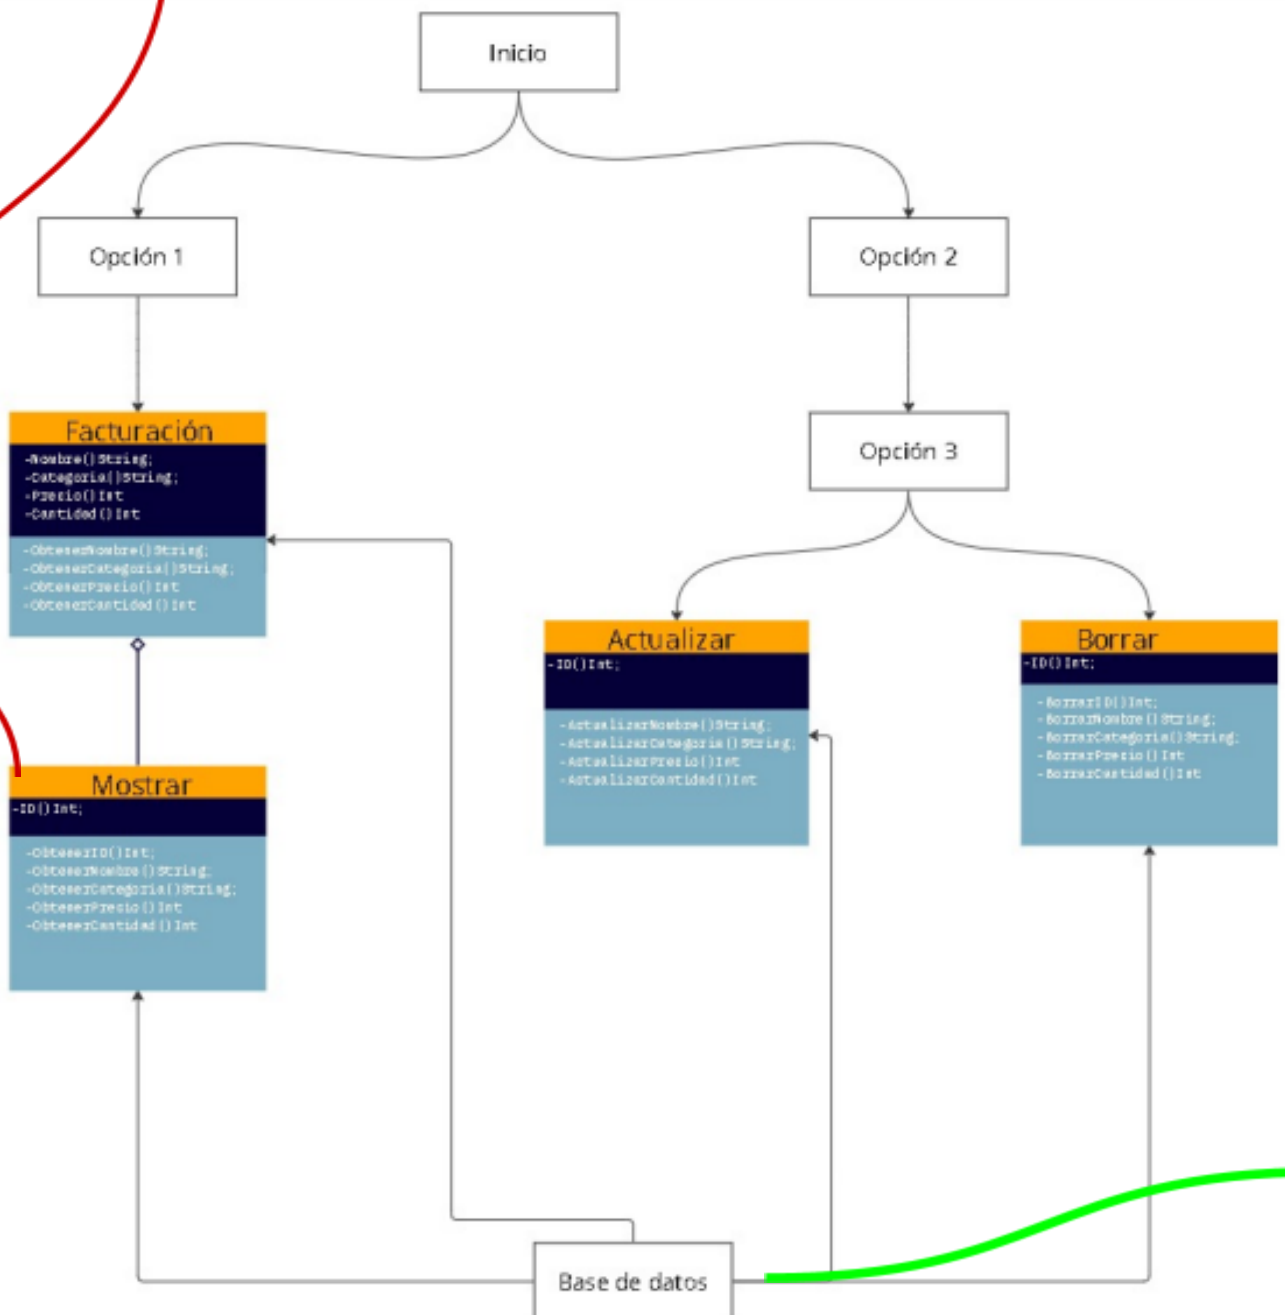 Inicio
Opción 1
Opción 2
Opción 3
Facturación
-Nombre()String;
-Categoria()String;
-Precio()Int
-Cantidad()Int
-ObtenerNombre()String;
-ObtenerCategoria()String;
-ObtenerPrecio()Int
-ObtenerCantidad()Int
Actualizar
-ID()Int;
-ActualizarNombre()String;
-ActualizarCategoria()String;
-ActualizarPrecio()Int
-ActualizarCantidad()Int
Borrar
-ID()Int;
-BorrarID()Int;
-BorrarNombre()String;
-BorrarCategoria()String;
-BorrarPrecio()Int
-BorrarCantidad()Int
Mostrar
-ID()Int;
-ObtenerID()Int;
-ObtenerNombre()String;
-ObtenerCategoria()String;
-ObtenerPrecio()Int
-ObtenerCantidad()Int
Base de datos